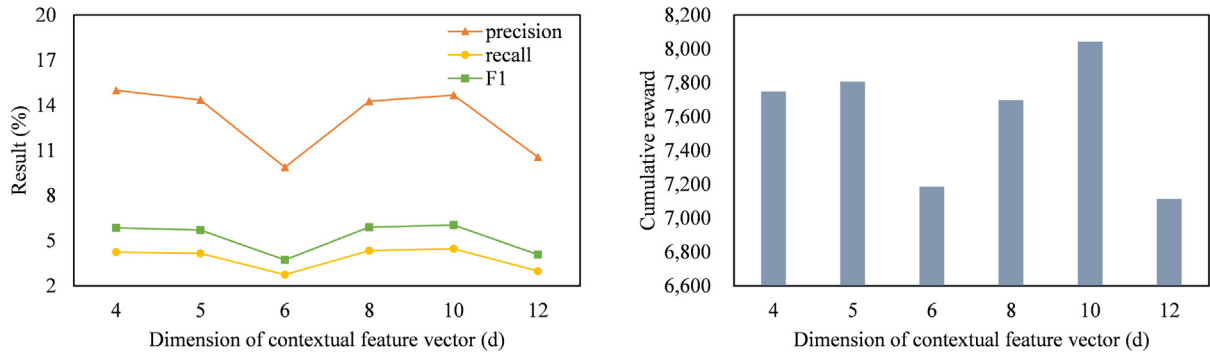 20
17
14
11
8
5
2
Result (%)
precision
recall
F1
4 5 6 8 10 12
Dimension of contextual feature vector (d)
8,200
8,000
7,800
7,600
7,400
7,200
7,000
6,800
6,600
Cumulative reward
4 5 6 8 10 12
Dimension of contextual feature vector (d)